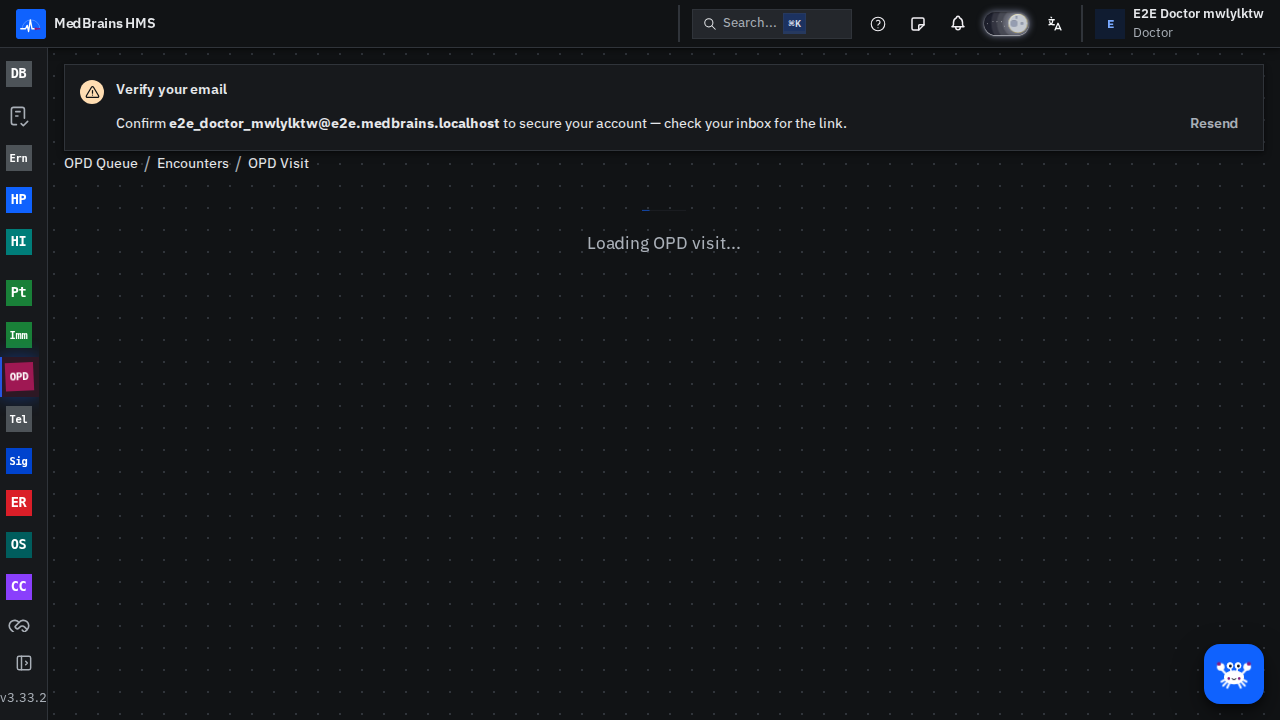 MedBrains HMS
Search... ⌘K
E
E2E Doctor mwlylktw
Doctor
DB
Ern
HP
HI
Pt
Imm
OPD
Tel
Sig
ER
OS
CC
v3.33.2
Verify your email
Confirm e2e_doctor_mwlylktw@e2e.medbrains.localhost to secure your account — check your inbox for the link.
Resend
OPD Queue / Encounters / OPD Visit
Loading OPD visit...